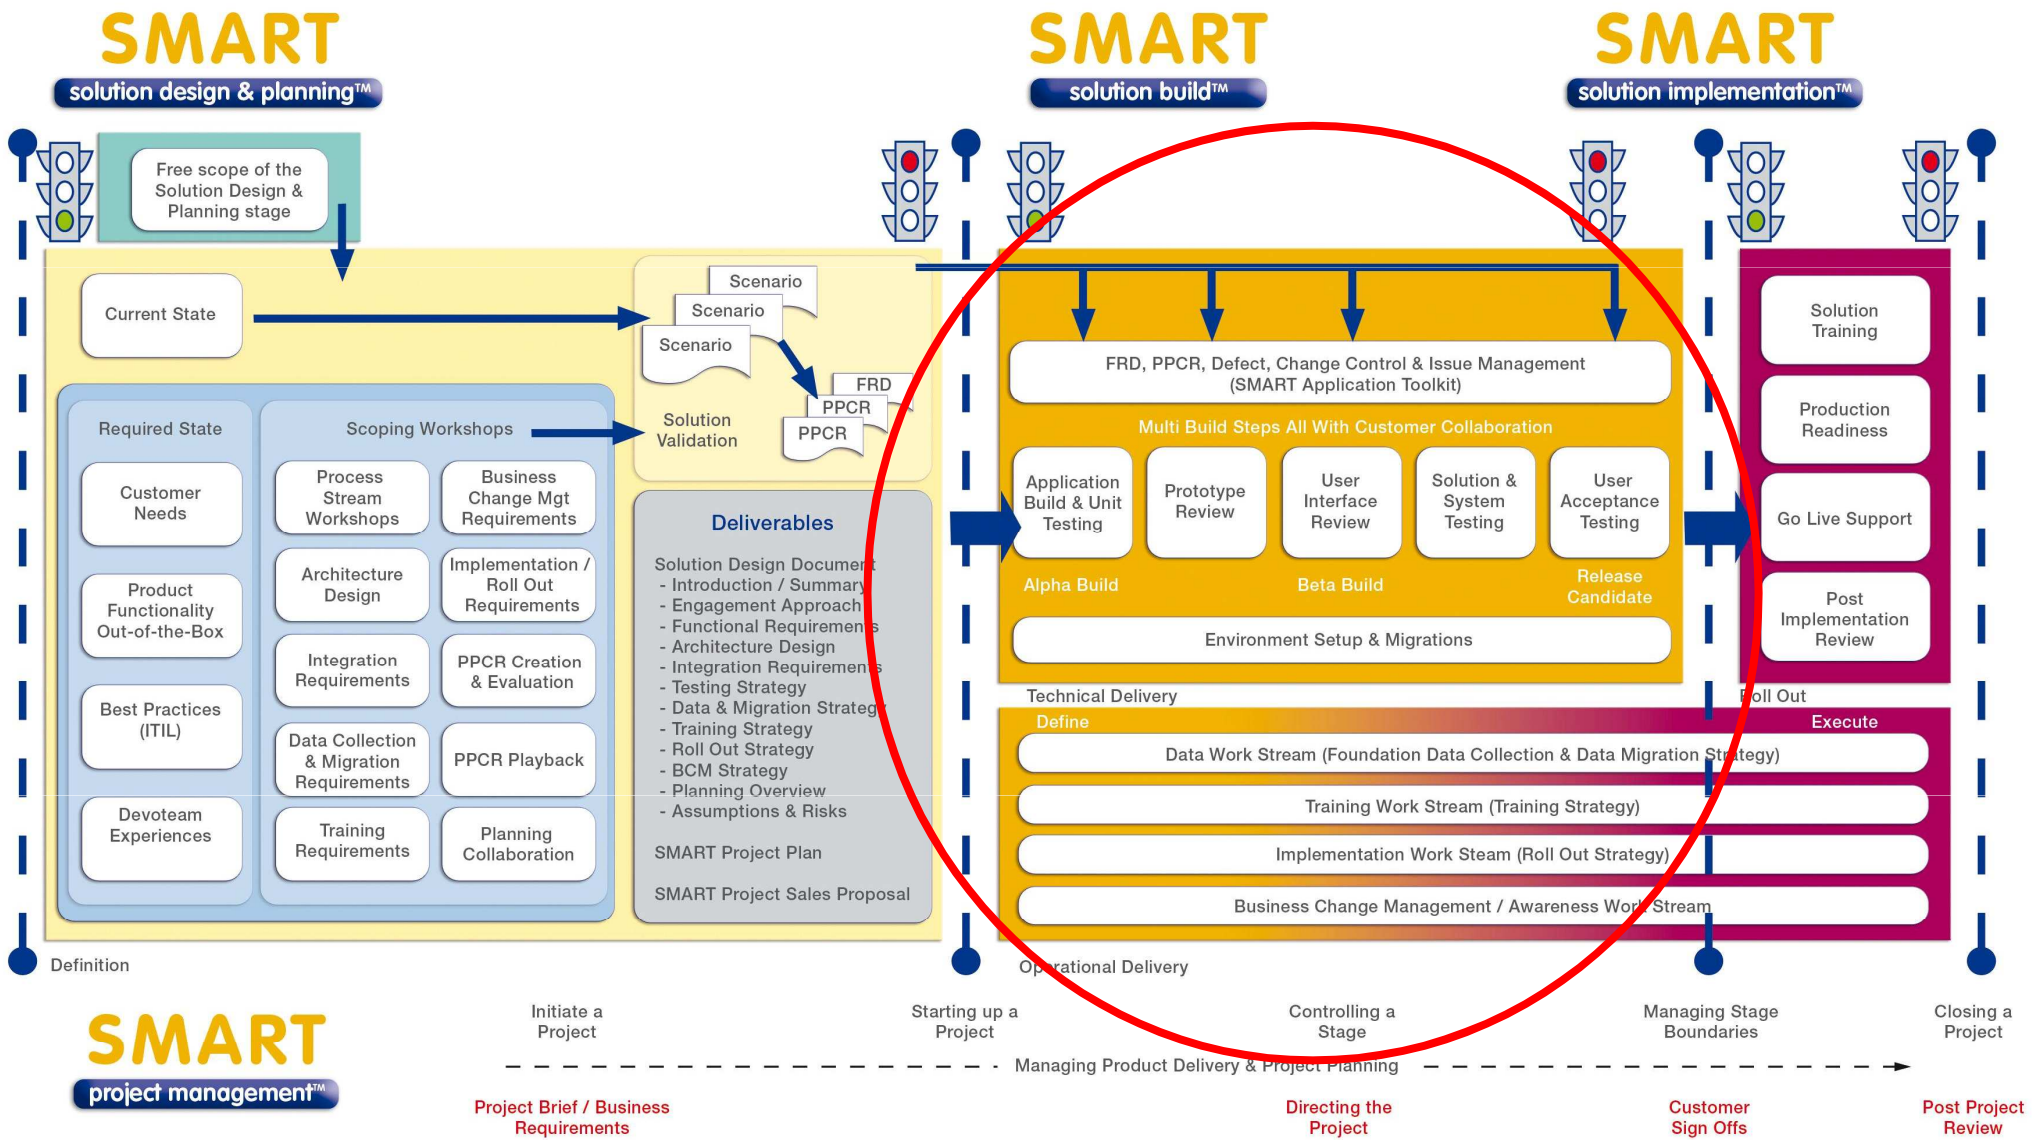 SMART
solution design & planning™
SMART
solution build™
SMART
solution implementation™
Free scope of the
Solution Design &
Planning stage
Current State
Scenario
Scenario
Scenario
FRD
PPCR
PPCR
Solution
Validation
Required State
Customer
Needs
Product
Functionality
Out-of-the-Box
Best Practices
(ITIL)
Devoteam
Experiences
Scoping Workshops
Process
Stream
Workshops
Business
Change Mgt
Requirements
Architecture
Design
Implementation /
Roll Out
Requirements
Integration
Requirements
PPCR Creation
& Evaluation
Data Collection
& Migration
Requirements
PPCR Playback
Training
Requirements
Planning
Collaboration
Deliverables
Solution Design Document
- Introduction / Summary
- Engagement Approach
- Functional Requirements
- Architecture Design
- Integration Requirements
- Testing Strategy
- Data & Migration Strategy
- Training Strategy
- Roll Out Strategy
- BCM Strategy
- Planning Overview
- Assumptions & Risks
SMART Project Plan
SMART Project Sales Proposal
Definition
FRD, PPCR, Defect, Change Control & Issue Management
(SMART Application Toolkit)
Multi Build Steps All With Customer Collaboration
Application
Build & Unit
Testing
Prototype
Review
User
Interface
Review
Solution &
System
Testing
User
Acceptance
Testing
Alpha Build
Beta Build
Release
Candidate
Environment Setup & Migrations
Technical Delivery
Solution
Training
Production
Readiness
Go Live Support
Post
Implementation
Review
Roll Out
Define
Execute
Data Work Stream (Foundation Data Collection & Data Migration Strategy)
Training Work Stream (Training Strategy)
Implementation Work Steam (Roll Out Strategy)
Business Change Management / Awareness Work Stream
Operational Delivery
SMART
project management™
Initiate a
Project
Starting up a
Project
Controlling a
Stage
Managing Stage
Boundaries
Closing a
Project
Managing Product Delivery & Project Planning
Project Brief / Business
Requirements
Directing the
Project
Customer
Sign Offs
Post Project
Review